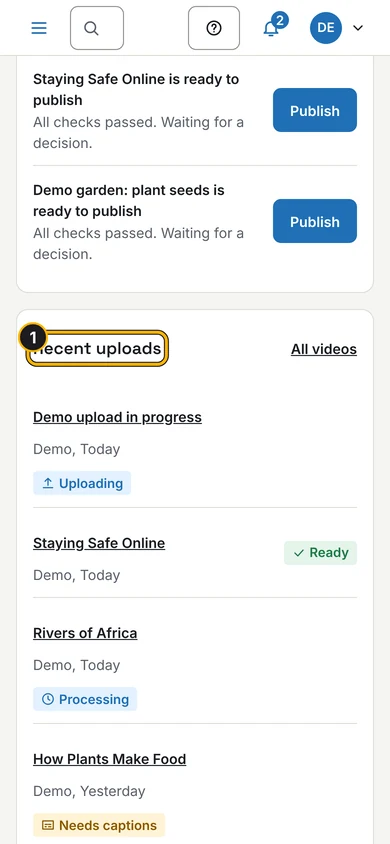 2
DE
Staying Safe Online is ready to
publish
All checks passed. Waiting for a
decision.
Publish
Demo garden: plant seeds is
ready to publish
All checks passed. Waiting for a
decision.
Publish
1
Recent uploads
All videos
Demo upload in progress
Demo, Today
Uploading
Staying Safe Online
Ready
Demo, Today
Rivers of Africa
Demo, Today
Processing
How Plants Make Food
Demo, Yesterday
Needs captions